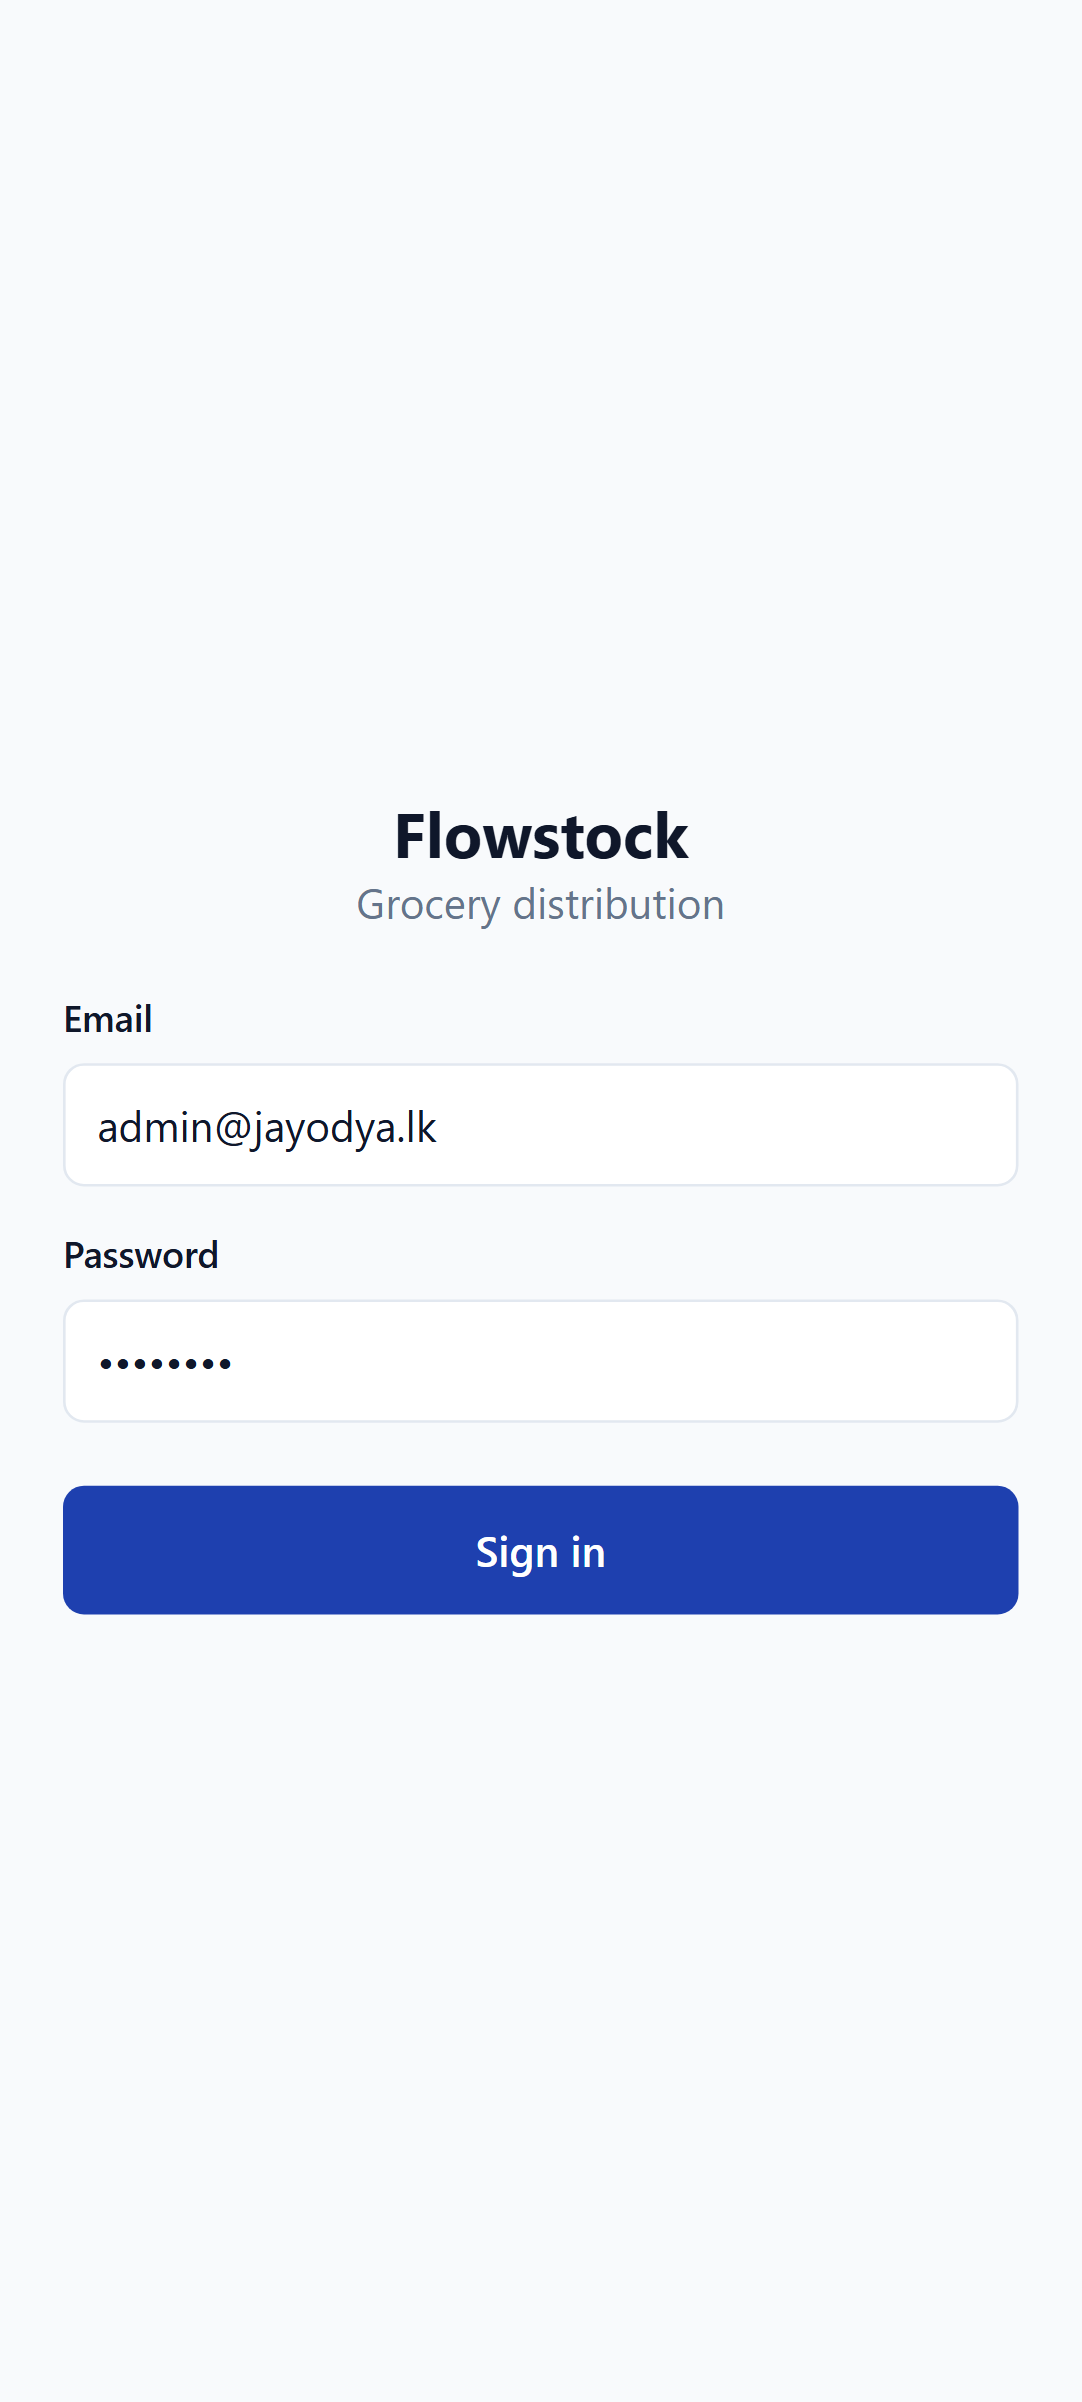 Flowstock
Grocery distribution
Email
admin@jayodya.lk
Password
••••••••
Sign in